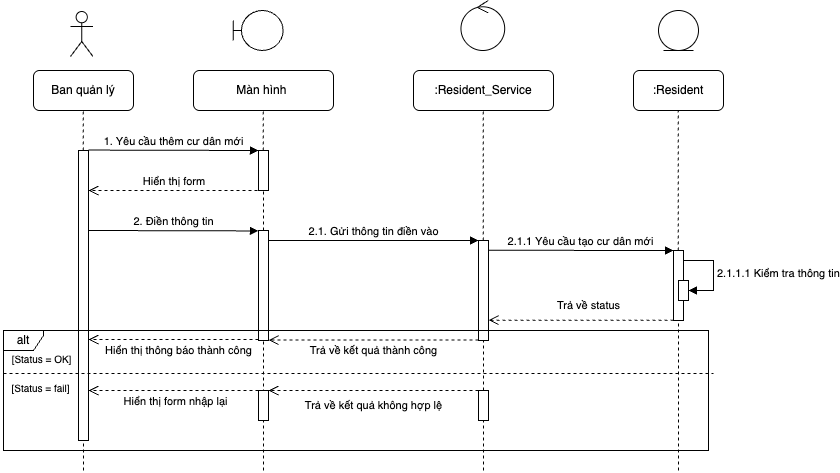 Ban quản lý
Màn hình
:Resident_Service
:Resident
1. Yêu cầu thêm cư dân mới
Hiển thị form
2. Điền thông tin
2.1. Gửi thông tin điền vào
2.1.1 Yêu cầu tạo cư dân mới
2.1.1.1 Kiểm tra thông tin
Trả về status
alt
[Status = OK]
Hiển thị thông báo thành công
Trả về kết quả thành công
[Status = fail]
Hiển thị form nhập lại
Trả về kết quả không hợp lệ